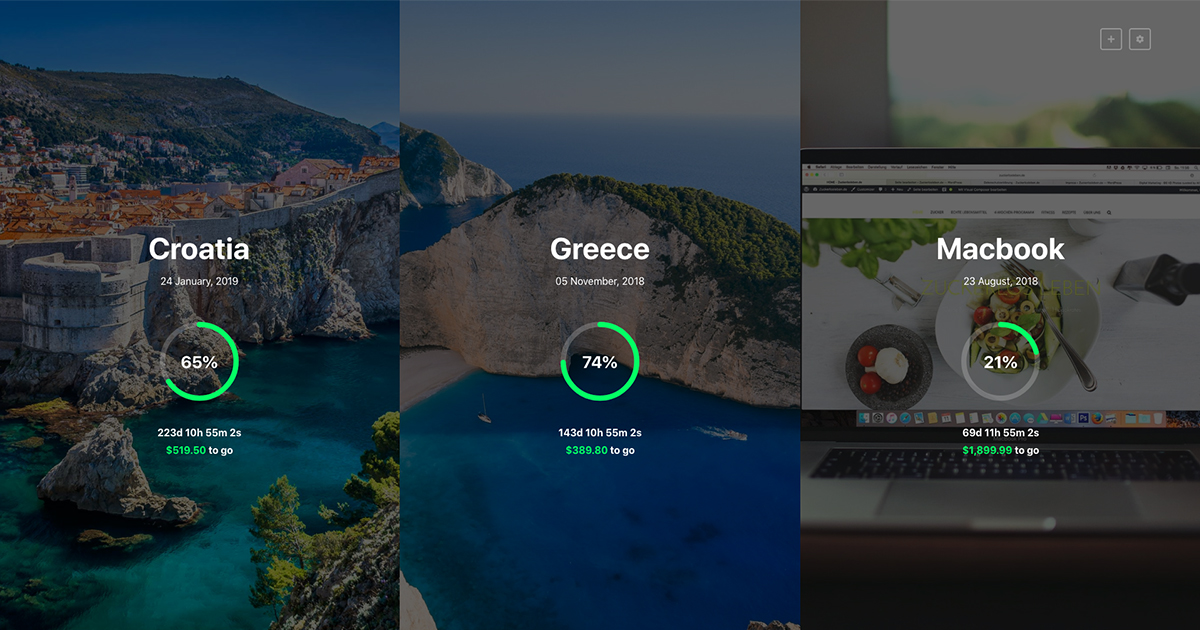 Croatia
24 January, 2019
65%
223d 10h 55m 2s
$519.50 to go
Greece
05 November, 2018
74%
143d 10h 55m 2s
$389.80 to go
Macbook
23 August, 2018
21%
69d 11h 55m 2s
$1,899.99 to go